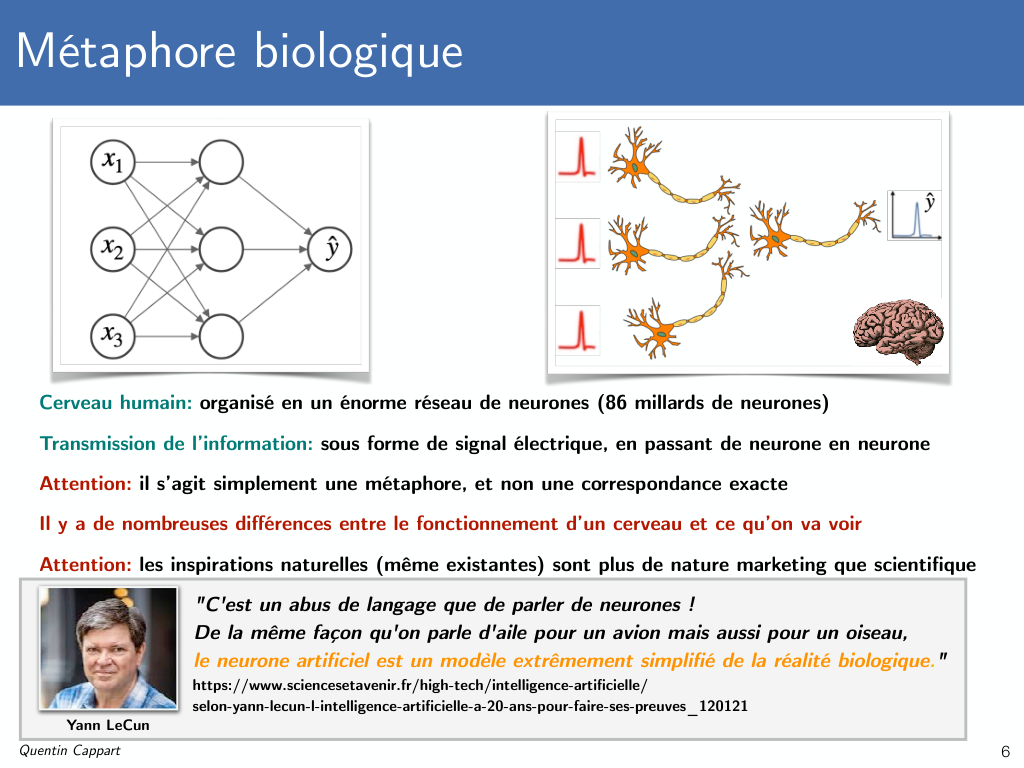 Métaphore biologique
x1
x2
x3
ŷ
ŷ
Cerveau humain: organisé en un énorme réseau de neurones (86 millards de neurones)
Transmission de l'information: sous forme de signal électrique, en passant de neurone en neurone
Attention: il s'agit simplement une métaphore, et non une correspondance exacte
Il y a de nombreuses différences entre le fonctionnement d'un cerveau et ce qu'on va voir
Attention: les inspirations naturelles (même existantes) sont plus de nature marketing que scientifique
"C'est un abus de langage que de parler de neurones !
De la même façon qu'on parle d'aile pour un avion mais aussi pour un oiseau,
le neurone artificiel est un modèle extrêmement simplifié de la réalité biologique."
https://www.sciencesetavenir.fr/high-tech/intelligence-artificielle/
selon-yann-lecun-l-intelligence-artificielle-a-20-ans-pour-faire-ses-preuves_120121
Yann LeCun
Quentin Cappart
6